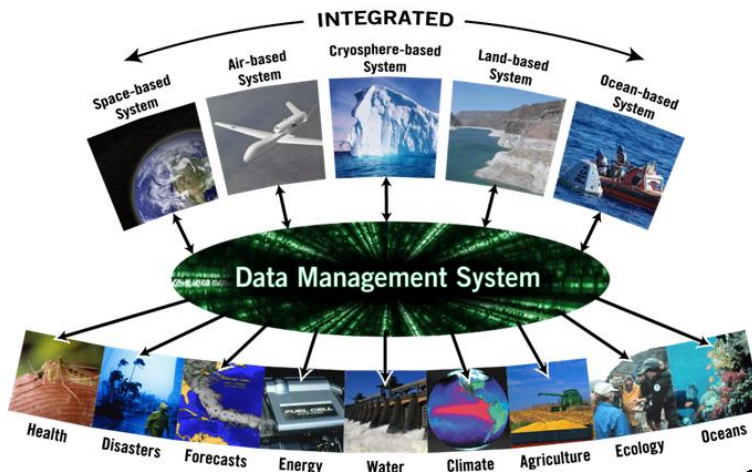 INTEGRATED
Space-based
System
Air-based
System
Cryosphere-based
System
Land-based
System
Ocean-based
System
Data Management System
FUEL CELL
Health
Disasters
Forecasts
Energy
Water
Climate
Agriculture
Ecology
Oceans